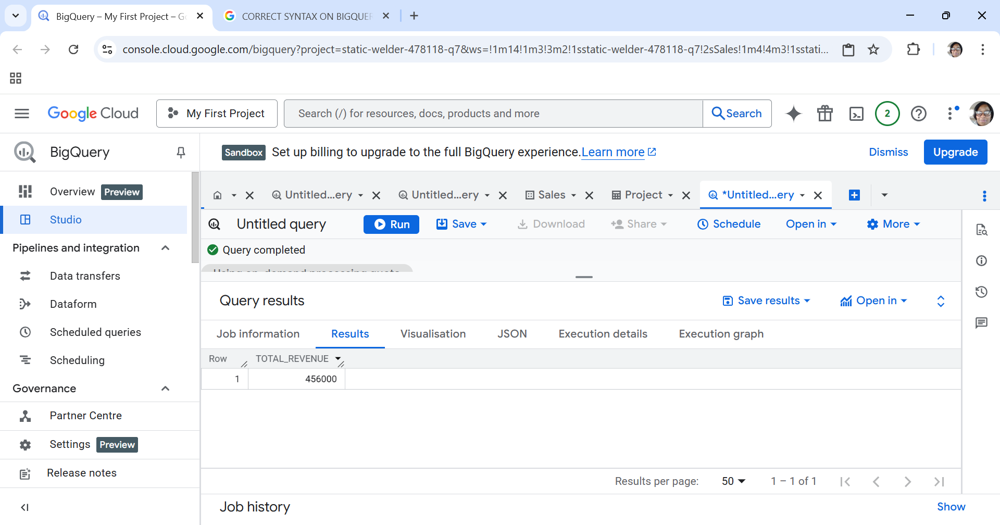 BigQuery – My First Project – Go
CORRECT SYNTAX ON BIGQUER
console.cloud.google.com/bigquery?project=static-welder-478118-q7&ws=!1m14!1m3!3m2!1sstatic-welder-478118-q7!2sSales!1m4!4m3!1sstati...
Google Cloud
My First Project
Search (/) for resources, docs, products and more
Search
2
BigQuery
Sandbox Set up billing to upgrade to the full BigQuery experience. Learn more
Dismiss
Upgrade
Overview Preview
Studio
Pipelines and integration
Data transfers
Dataform
Scheduled queries
Scheduling
Governance
Partner Centre
Settings Preview
Release notes
Untitled...ery
Untitled...ery
Sales
Project
*Untitled...ery
Untitled query
Run
Save
Download
Share
Schedule
Open in
More
Query completed
Using on-demand processing quota
Query results
Save results
Open in
Job information
Results
Visualisation
JSON
Execution details
Execution graph
Row TOTAL_REVENUE
1 456000
Results per page: 50 1 – 1 of 1
Job history
Show